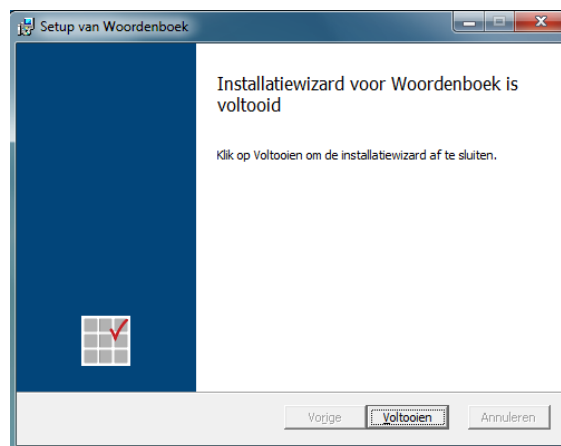 Setup van Woordenboek
Installatiewizard voor Woordenboek is
voltooid
Klik op Voltooien om de installatiewizard af te sluiten.
Vorige
Voltooien
Annuleren